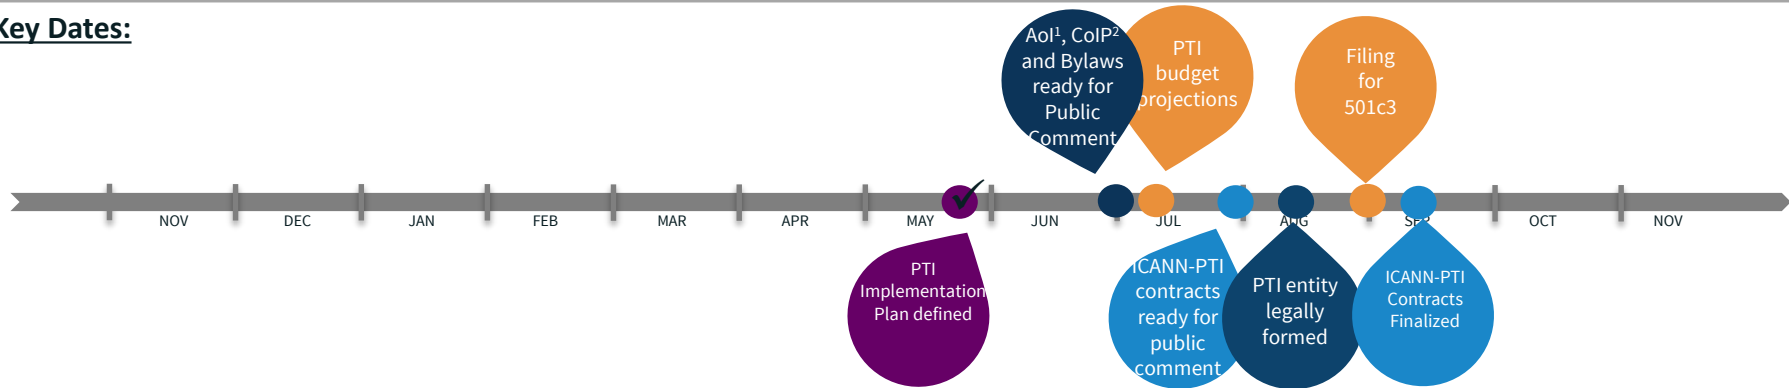 Key Dates:
AoI¹, CoIP²
and Bylaws
ready for
Public
Comment
PTI
budget
projections
Filing
for
501c3
NOV
DEC
JAN
FEB
MAR
APR
MAY
JUN
JUL
AUG
SEP
OCT
NOV
PTI
Implementation
Plan defined
ICANN-PTI
contracts
ready for
public
comment
PTI entity
legally
formed
ICANN-PTI
Contracts
Finalized